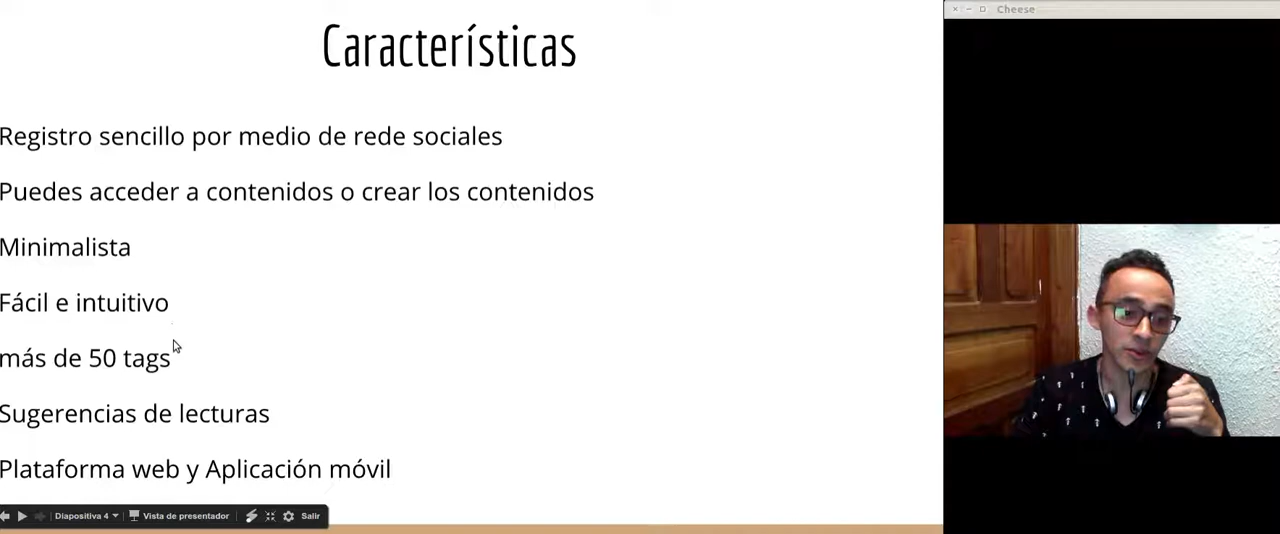 Características
Registro sencillo por medio de rede sociales
Puedes acceder a contenidos o crear los contenidos
Minimalista
Fácil e intuitivo
más de 50 tags
Sugerencias de lecturas
Plataforma web y Aplicación móvil
Diapositiva 4
Vista de presentador
Salir
Cheese